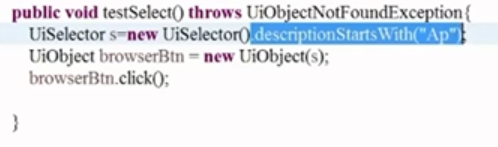 public void testSelect() throws UiObjectNotFoundException{
UiSelector s=new UiSelector().descriptionStartsWith("Ap");
UiObject browserBtn = new UiObject(s);
browserBtn.click();
}